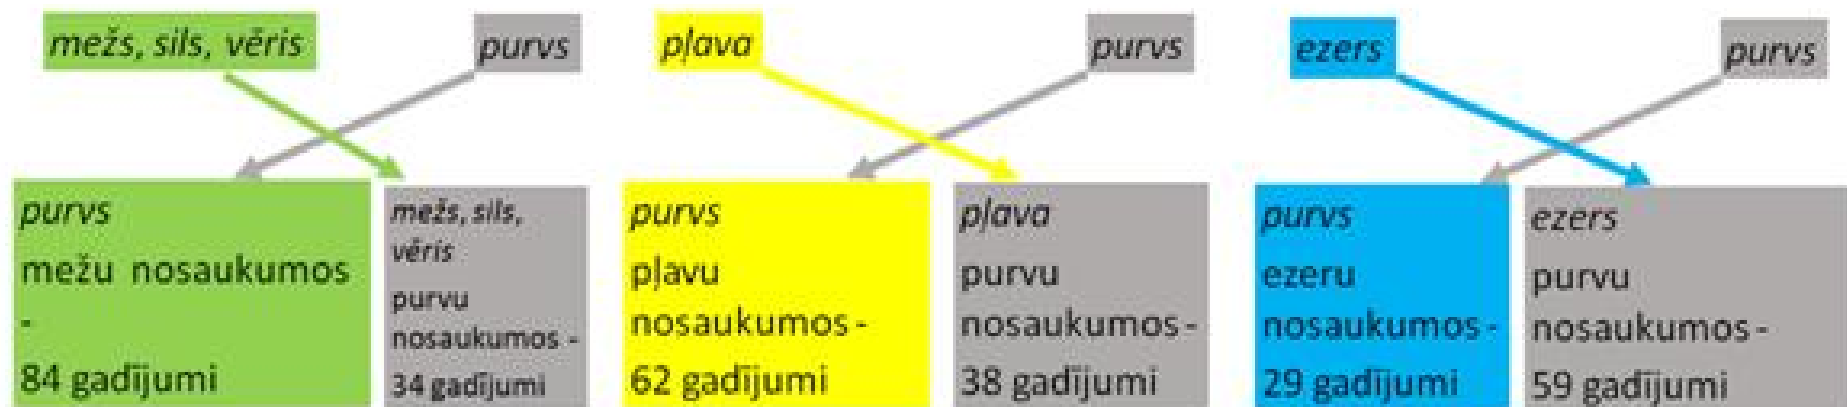 mežs, sils, vēris
purvs
pļava
purvs
ezers
purvs
purvs
mežu nosaukumos
-
84 gadījumi
mežs, sils,
vēris
purvu
nosaukumos -
34 gadījumi
purvs
pļavu
nosaukumos -
62 gadījumi
pļava
purvu
nosaukumos -
38 gadījumi
purvs
ezeru
nosaukumos -
29 gadījumi
ezers
purvu
nosaukumos -
59 gadījumi